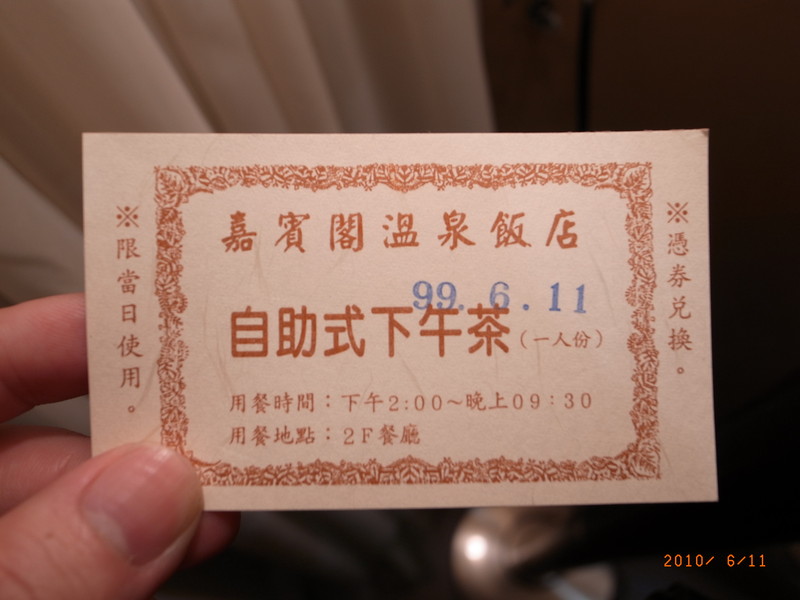 嘉賓閣溫泉飯店
99.6.11
自助式下午茶(一人份)
用餐時間：下午2:00～晚上09:30
用餐地點：2F餐廳
※憑券兌換。
※限當日使用。
2010/ 6/11